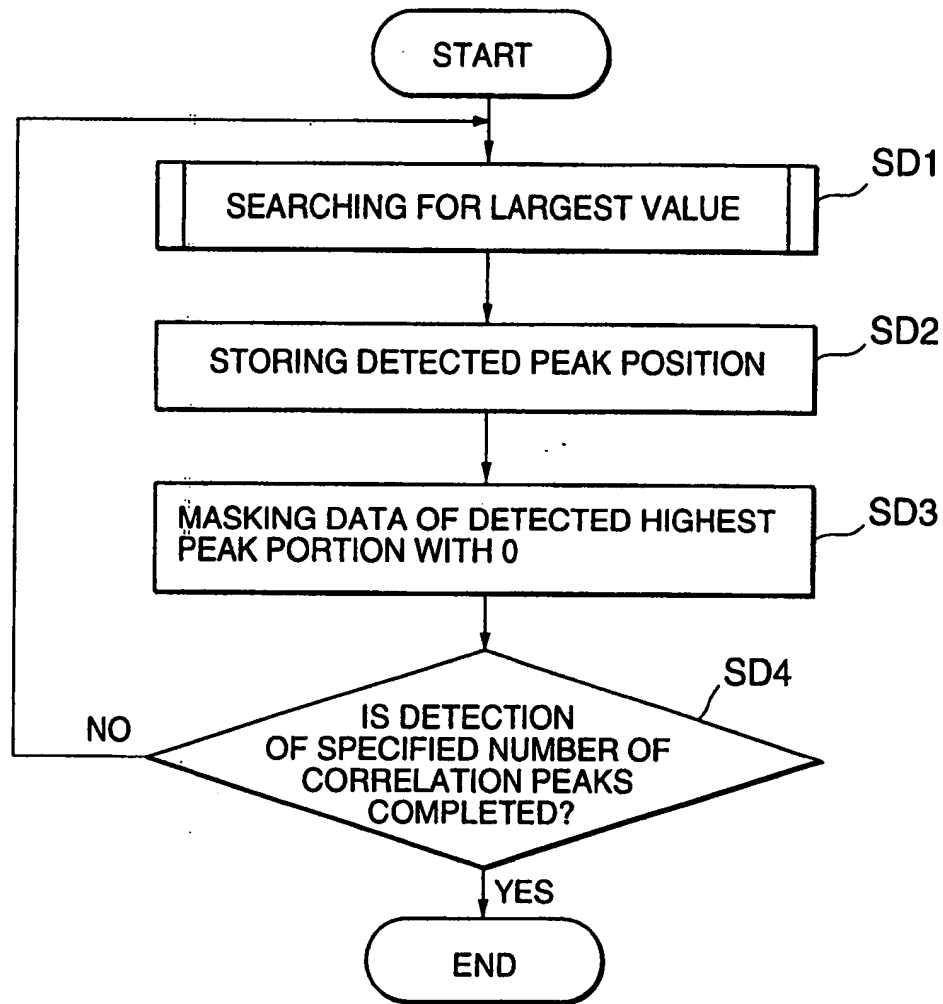 START
SD1
SEARCHING FOR LARGEST VALUE
SD2
STORING DETECTED PEAK POSITION
SD3
MASKING DATA OF DETECTED HIGHEST
PEAK PORTION WITH 0
SD4
NO
IS DETECTION
OF SPECIFIED NUMBER OF
CORRELATION PEAKS
COMPLETED?
YES
END